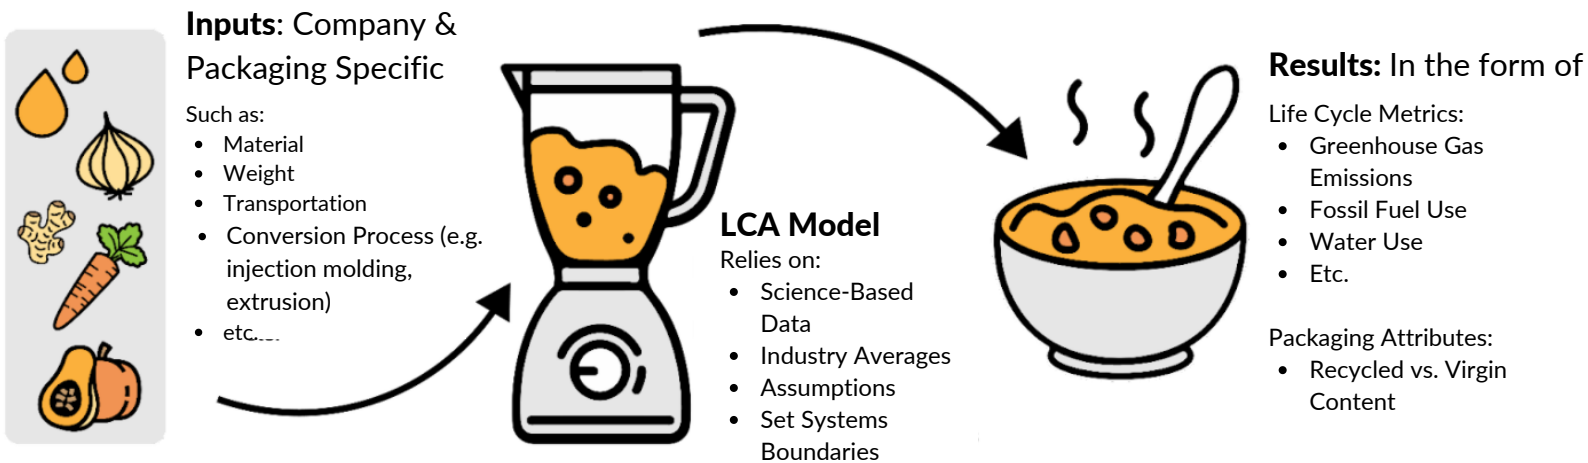 Inputs: Company &
Packaging Specific
Such as:
• Material
• Weight
• Transportation
• Conversion Process (e.g.
injection molding,
extrusion)
• etc...
LCA Model
Relies on:
• Science-Based
Data
• Industry Averages
• Assumptions
• Set Systems
Boundaries
Results: In the form of
Life Cycle Metrics:
• Greenhouse Gas
Emissions
• Fossil Fuel Use
• Water Use
• Etc.
Packaging Attributes:
• Recycled vs. Virgin
Content